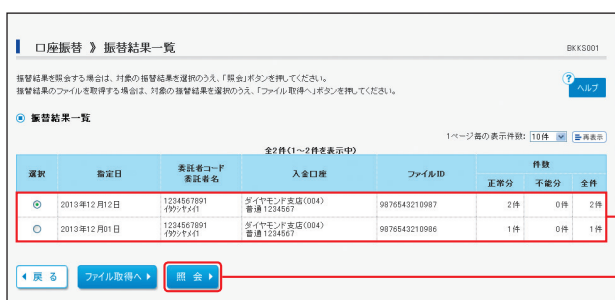 口座振替 》 振替結果一覧
BKKS001
振替結果を照会する場合は、対象の振替結果を選択のうえ、「照会」ボタンを押してください。
振替結果のファイルを取得する場合は、対象の振替結果を選択のうえ、「ファイル取得へ」ボタンを押してください。
? ヘルプ
振替結果一覧
1ページ毎の表示件数: 10件 再表示
全2件(1～2件を表示中)
選択 指定日 委託者コード 委託者名 入金口座 ファイルID 件数
正常分 不能分 全件
2013年12月12日 1234567891 ダイヤモンド支店(004) 9876543210987 2件 0件 2件
イタクシヤメイ1 普通 1234567
2013年12月01日 1234567891 ダイヤモンド支店(004) 9876543210986 1件 0件 1件
イタクシヤメイ1 普通 1234567
戻る ファイル取得へ 照会